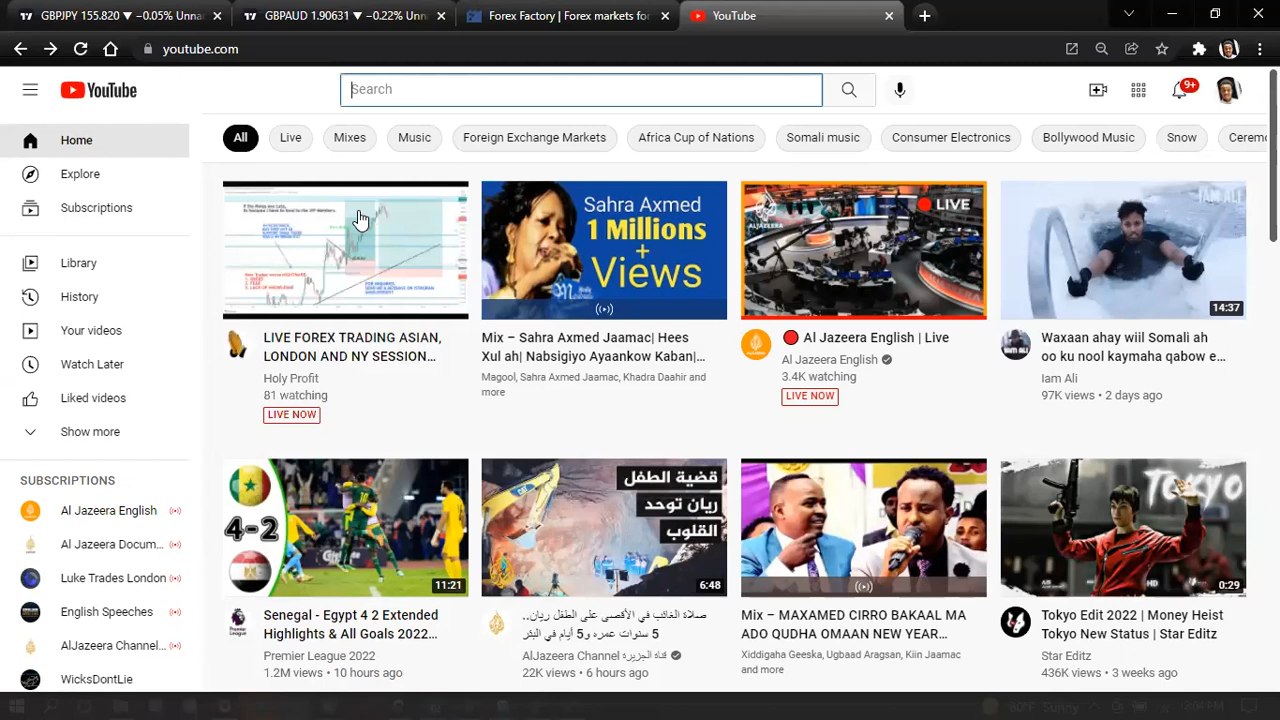 GBPJPY 155.820 ▼ −0.05% Unna
GBPAUD 1.90631 ▼ −0.22% Unn
Forex Factory | Forex markets for
YouTube
youtube.com
YouTube
Search
9+
Home
Explore
Subscriptions
Library
History
Your videos
Watch Later
Liked videos
Show more
SUBSCRIPTIONS
Al Jazeera English
Al Jazeera Docum...
Luke Trades London
English Speeches
AlJazeera Channel...
WicksDontLie
All
Live
Mixes
Music
Foreign Exchange Markets
Africa Cup of Nations
Somali music
Consumer Electronics
Bollywood Music
Snow
Ceremo
LIVE FOREX TRADING ASIAN,
LONDON AND NY SESSION...
Holy Profit
81 watching
LIVE NOW
Sahra Axmed
1 Millions
+
Views
Mix – Sahra Axmed Jaamac| Hees
Xul ah| Nabsigiyo Ayaankow Kaban|...
Magool, Sahra Axmed Jaamac, Khadra Daahir and
more
ALJAZEERA
LIVE
🔴 Al Jazeera English | Live
Al Jazeera English
3.4K watching
LIVE NOW
IAM ALI
14:37
Waxaan ahay wiil Somali ah
oo ku nool kaymaha qabow e...
Iam Ali
97K views • 2 days ago
4-2
11:21
Senegal - Egypt 4 2 Extended
Highlights & All Goals 2022...
Premier League 2022
1.2M views • 10 hours ago
قضية الطفل
ريان توحد
القلوب
6:48
صلاة الغائب في الأقصى على الطفل ريان..
5 سنوات عمره و5 أيام في البئر
AlJazeera Channel قناة الجزيرة
22K views • 6 hours ago
Mix – MAXAMED CIRRO BAKAAL MA
ADO QUDHA OMAAN NEW YEAR...
Xiddigaha Geeska, Ugbaad Aragsan, Kiin Jaamac
and more
TOKYO
HD
0:29
Tokyo Edit 2022 | Money Heist
Tokyo New Status | Star Editz
Star Editz
436K views • 3 weeks ago
60°F Sunny